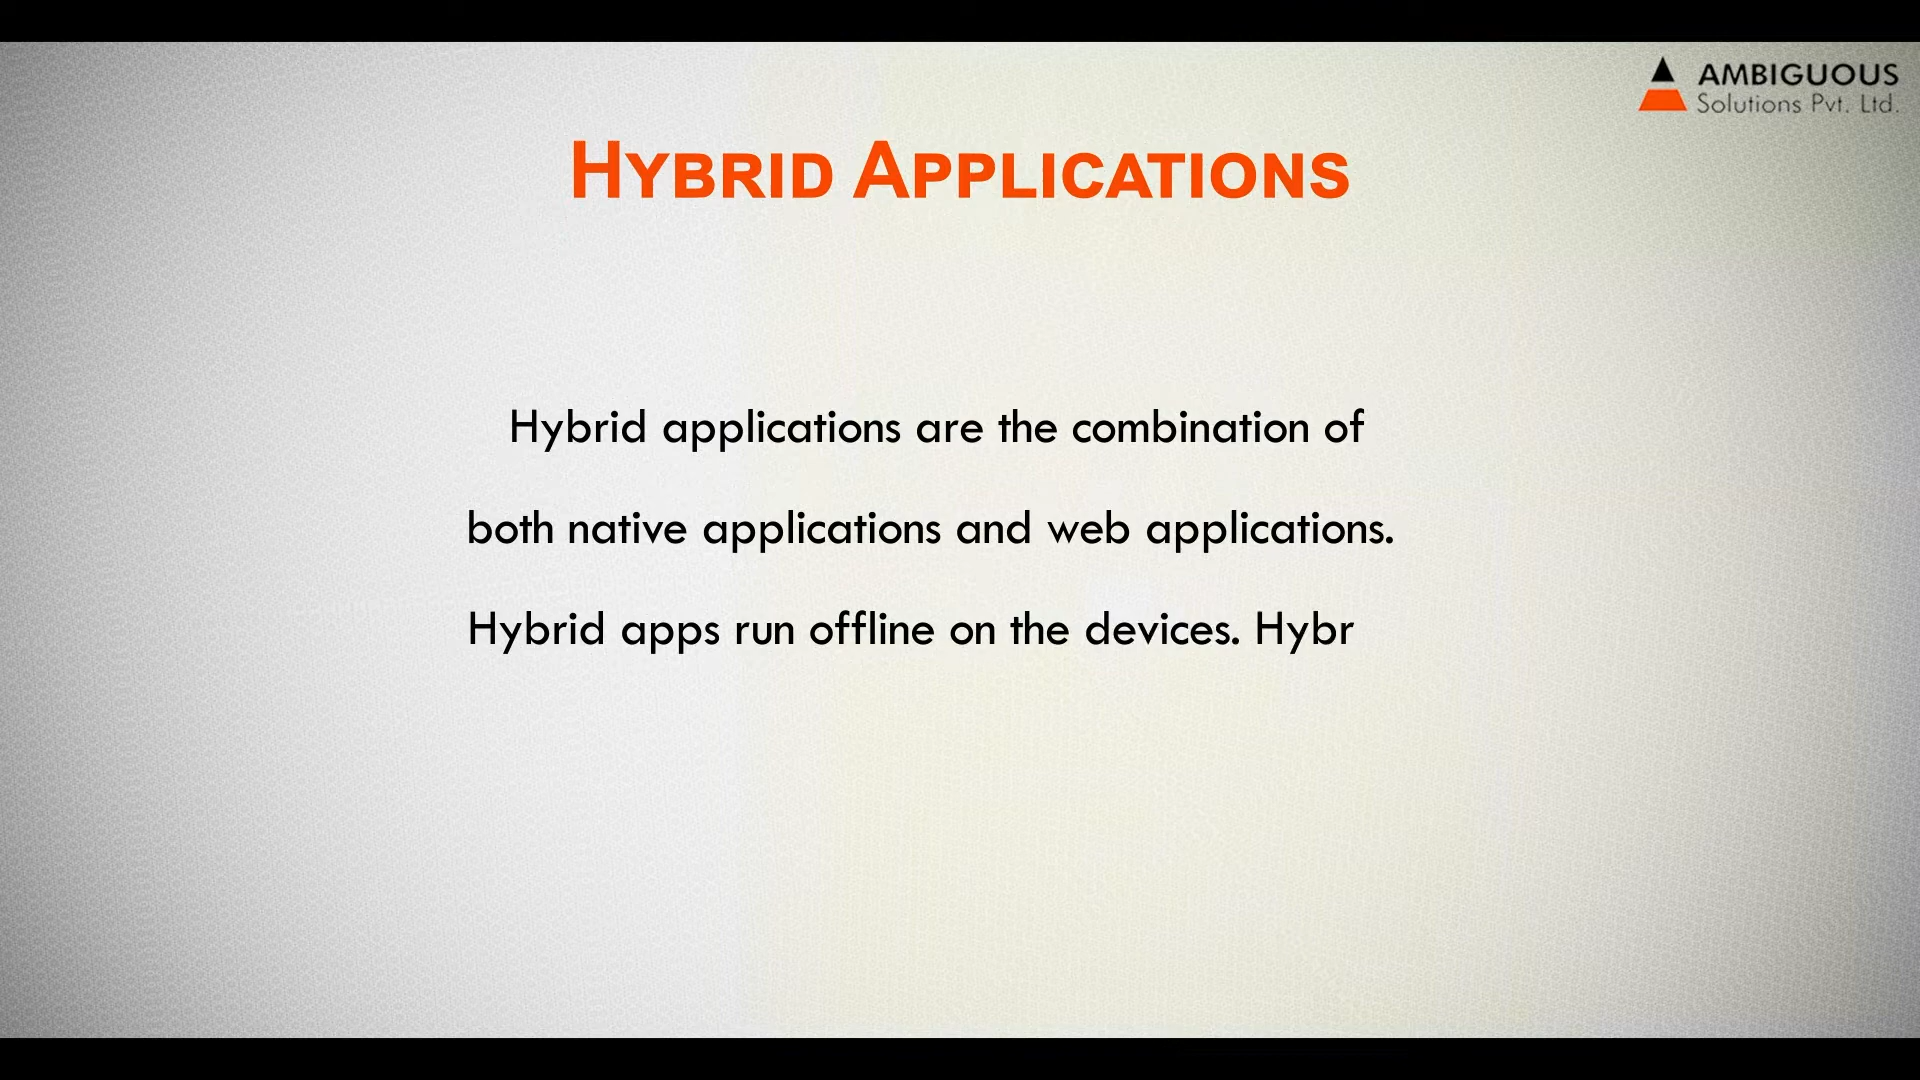 AMBIGUOUS
Solutions Pvt. Ltd.
HYBRID APPLICATIONS
Hybrid applications are the combination of
both native applications and web applications.
Hybrid apps run offline on the devices. Hybr